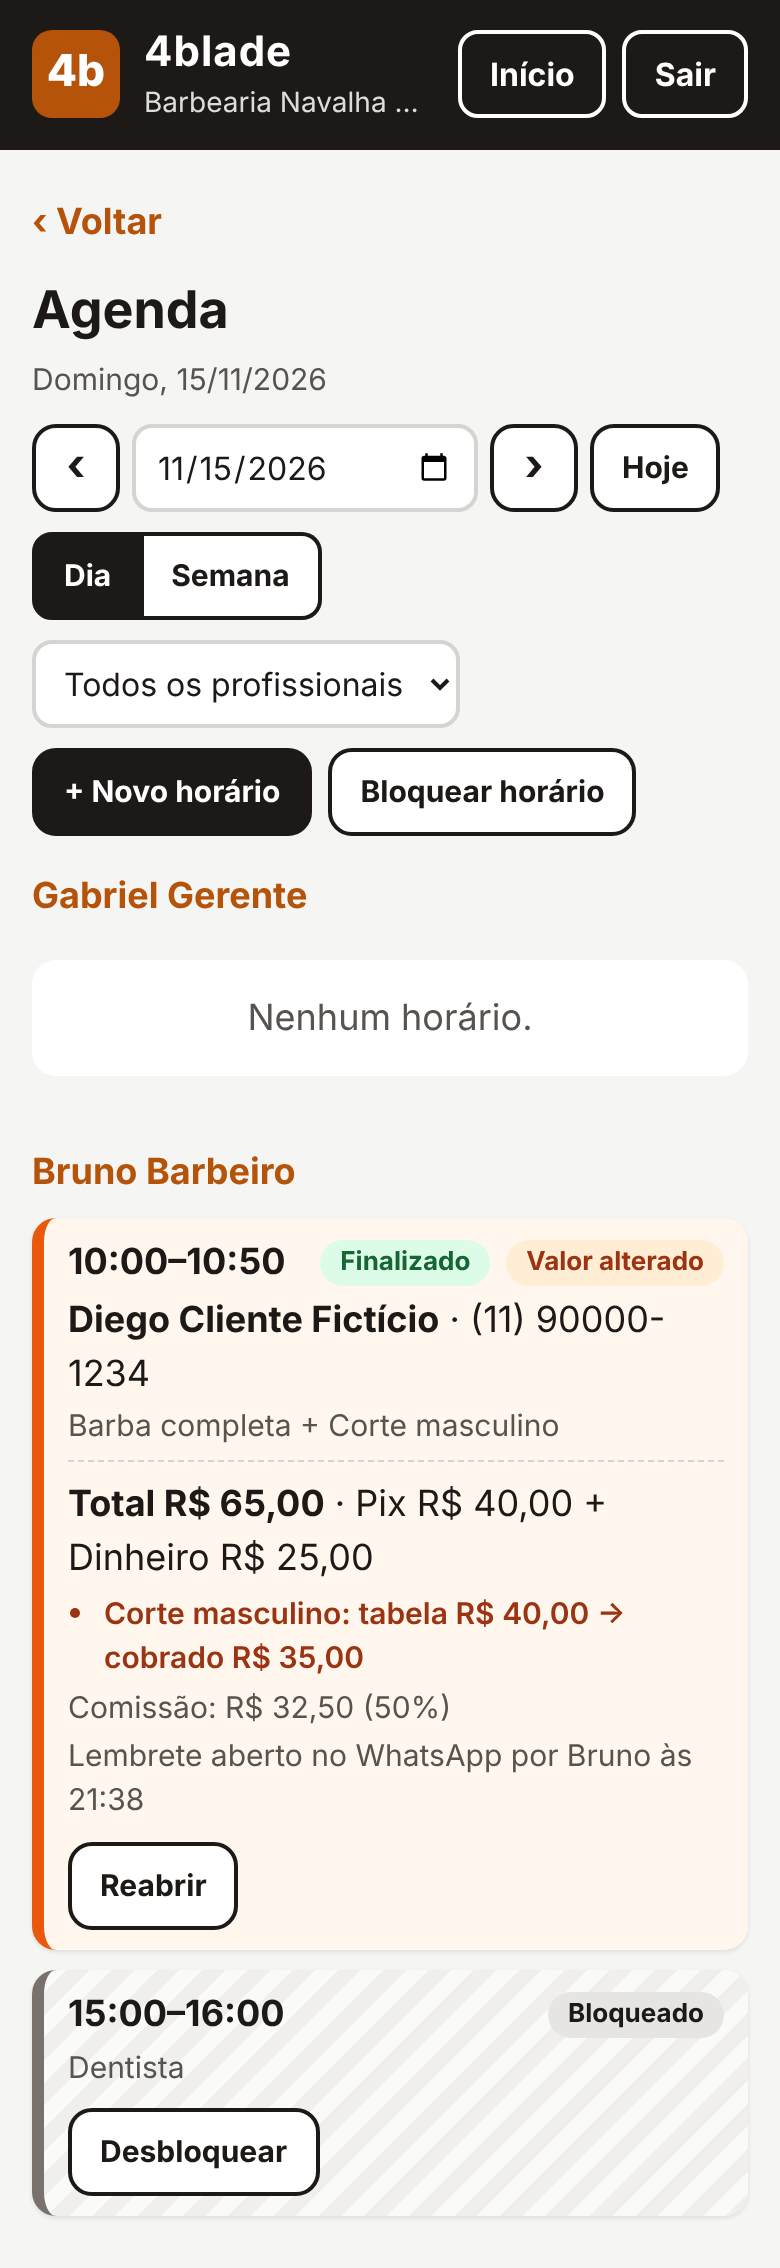 4b
4blade
Barbearia Navalha ...
Início
Sair
‹ Voltar
Agenda
Domingo, 15/11/2026
‹
11/15/2026
›
Hoje
Dia
Semana
Todos os profissionais
+ Novo horário
Bloquear horário
Gabriel Gerente
Nenhum horário.
Bruno Barbeiro
10:00–10:50
Finalizado
Valor alterado
Diego Cliente Fictício · (11) 90000-
1234
Barba completa + Corte masculino
Total R$ 65,00 · Pix R$ 40,00 +
Dinheiro R$ 25,00
• Corte masculino: tabela R$ 40,00 →
cobrado R$ 35,00
Comissão: R$ 32,50 (50%)
Lembrete aberto no WhatsApp por Bruno às
21:38
Reabrir
15:00–16:00
Bloqueado
Dentista
Desbloquear